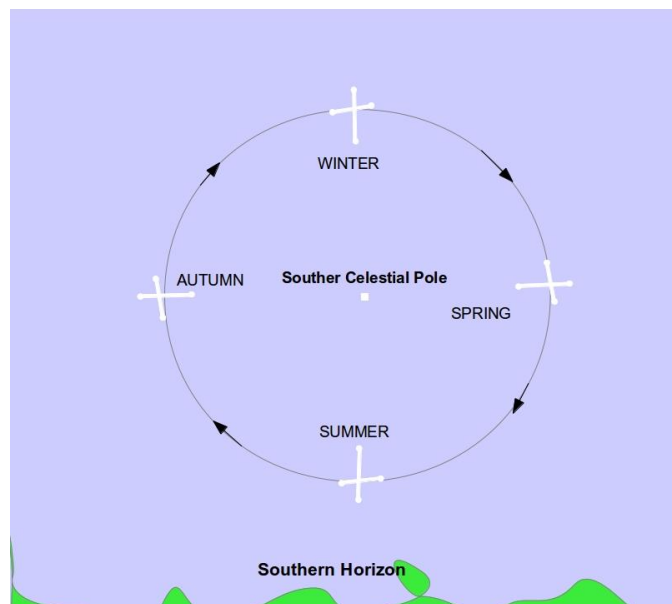 WINTER
AUTUMN
Souther Celestial Pole
SPRING
SUMMER
Southern Horizon